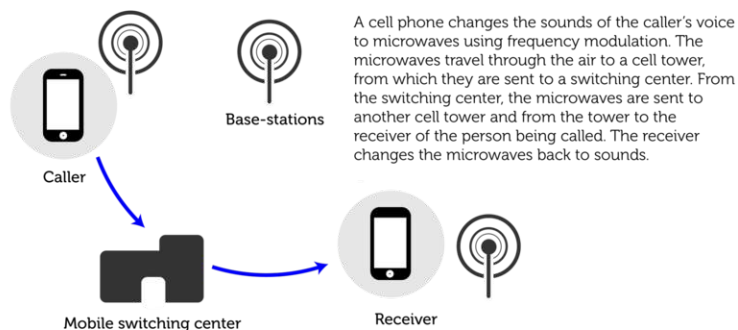 A cell phone changes the sounds of the caller's voice
to microwaves using frequency modulation. The
microwaves travel through the air to a cell tower,
from which they are sent to a switching center. From
the switching center, the microwaves are sent to
another cell tower and from the tower to the
receiver of the person being called. The receiver
changes the microwaves back to sounds.
Base-stations
Caller
Mobile switching center
Receiver